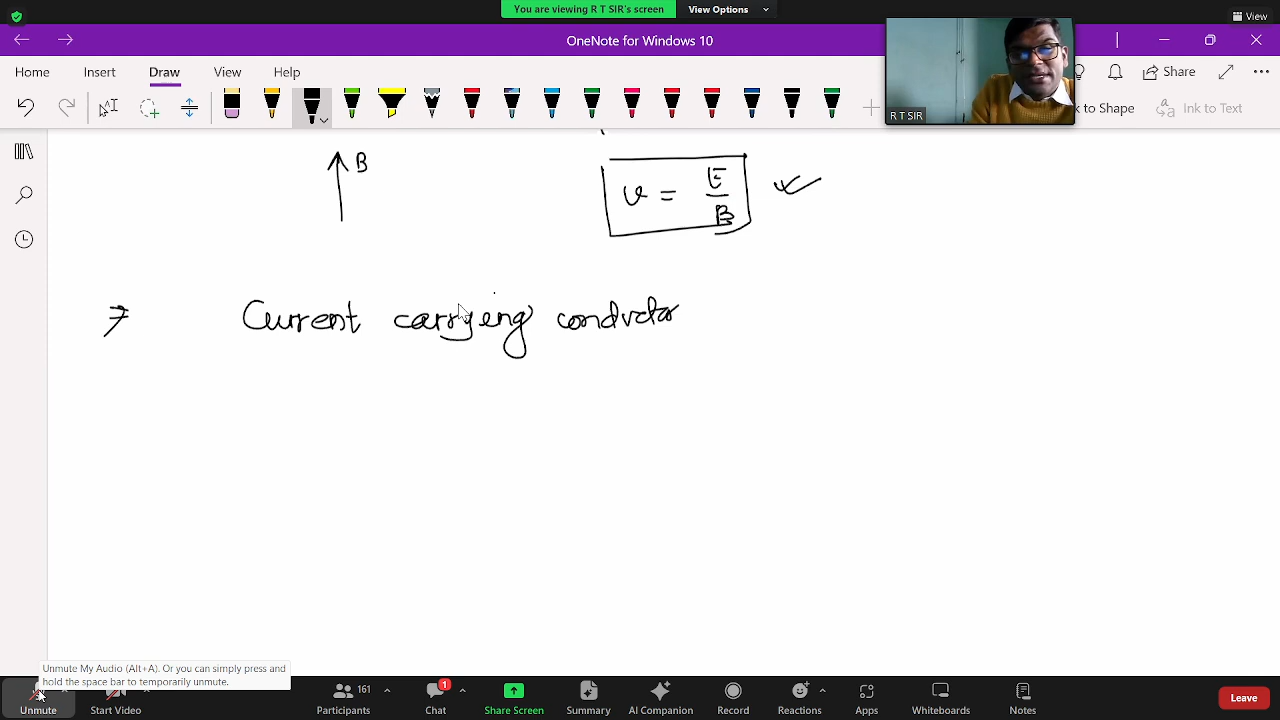 You are viewing R T SIR's screen View Options
View
OneNote for Windows 10
Home Insert Draw View Help
Share
k to Shape
Ink to Text
R T SIR
B
v = E/B
Current carrying conductor
Unmute My Audio (Alt+A). Or you can simply press and
hold the space bar to temporarily unmute.
Unmute
Start Video
Participants 161
Chat 1
Share Screen
Summary
AI Companion
Record
Reactions
Apps
Whiteboards
Notes
Leave